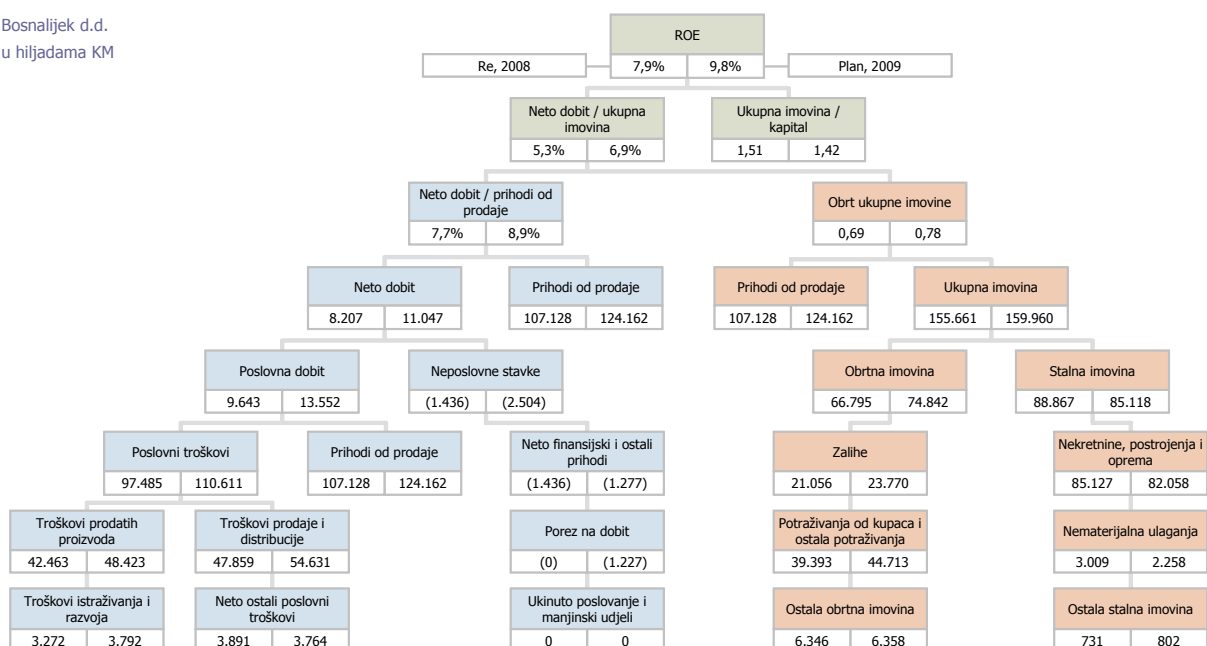 Bosnalijek d.d.
u hiljadama KM
ROE
Re, 2008
7,9%
9,8%
Plan, 2009
Neto dobit / ukupna
imovina
Ukupna imovina /
kapital
5,3%
6,9%
1,51
1,42
Neto dobit / prihodi od
prodaje
Obrt ukupne imovine
7,7%
8,9%
0,69
0,78
Neto dobit
Prihodi od prodaje
Prihodi od prodaje
Ukupna imovina
8.207
11.047
107.128
124.162
107.128
124.162
155.661
159.960
Poslovna dobit
Neposlovne stavke
Obrtna imovina
Stalna imovina
9.643
13.552
(1.436)
(2.504)
66.795
74.842
88.867
85.118
Poslovni troškovi
Prihodi od prodaje
Neto finansijski i ostali
prihodi
Zalihe
Nekretnine, postrojenja i
oprema
97.485
110.611
107.128
124.162
(1.436)
(1.277)
21.056
23.770
85.127
82.058
Troškovi prodatih
proizvoda
Troškovi prodaje i
distribucije
Porez na dobit
Potraživanja od kupaca i
ostala potraživanja
Nematerijalna ulaganja
42.463
48.423
47.859
54.631
(0)
(1.227)
39.393
44.713
3.009
2.258
Troškovi istraživanja i
razvoja
Neto ostali poslovni
troškovi
Ukinuto poslovanje i
manjinski udjeli
Ostala obrtna imovina
Ostala stalna imovina
3.272
3.792
3.891
3.764
0
0
6.346
6.358
731
802